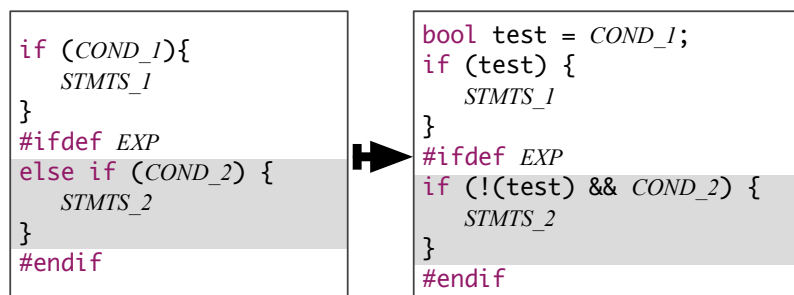 if (COND_1){
STMTS_1
}
#ifdef EXP
else if (COND_2) {
STMTS_2
}
#endif
bool test = COND_1;
if (test) {
STMTS_1
}
#ifdef EXP
if (!(test) && COND_2) {
STMTS_2
}
#endif